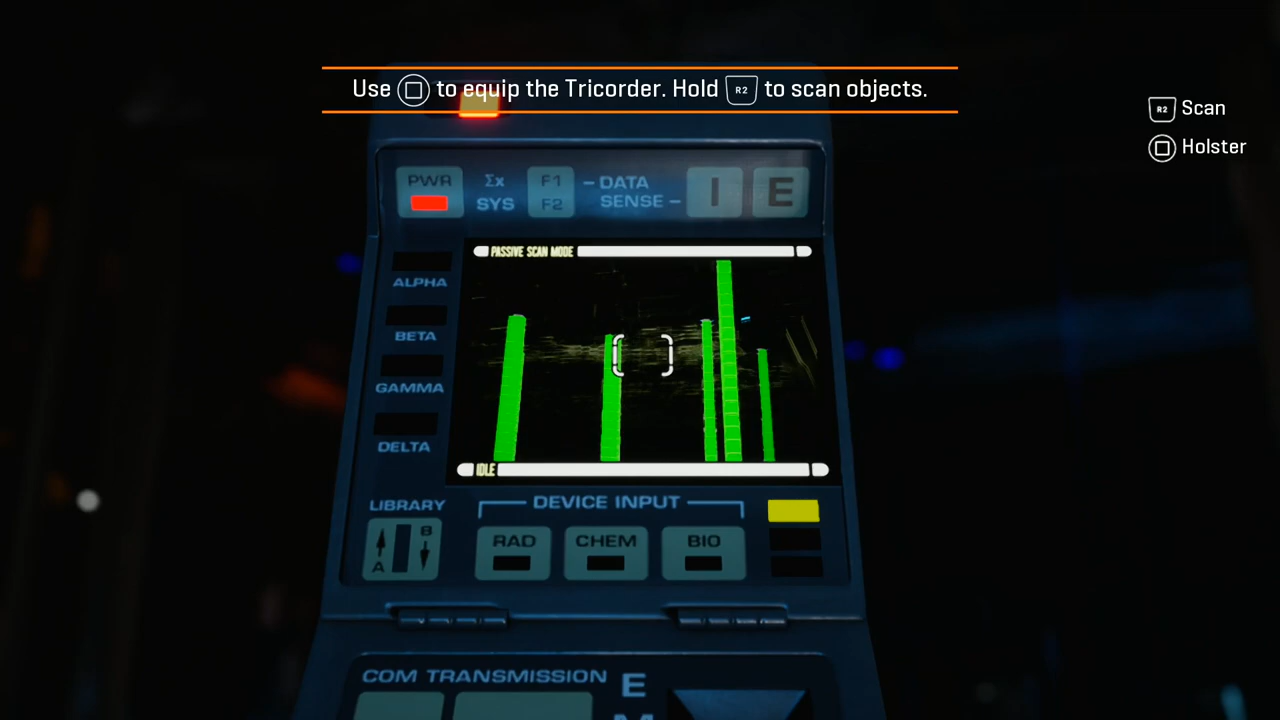 Use to equip the Tricorder. Hold R2 to scan objects.
R2 Scan
Holster
PWR
Σx
SYS
F1
F2
DATA
SENSE
I
E
PASSIVE SCAN MODE
ALPHA
BETA
GAMMA
DELTA
IDLE
LIBRARY
A
B
DEVICE INPUT
RAD
CHEM
BIO
COM TRANSMISSION
E
M